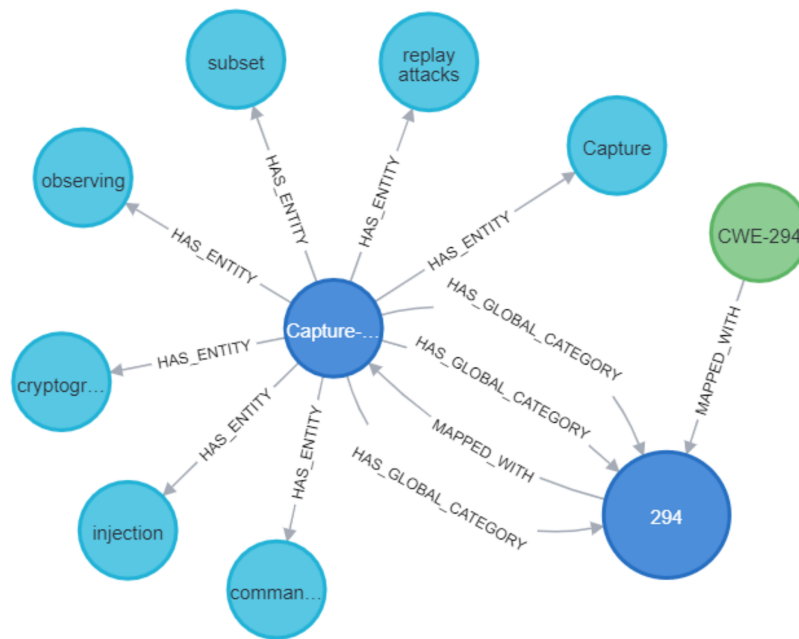 subset
replay
attacks
Capture
observing
CWE-294
Capture-...
cryptogr...
injection
comman...
294
HAS_ENTITY
HAS_ENTITY
HAS_ENTITY
HAS_ENTITY
HAS_ENTITY
HAS_ENTITY
HAS_ENTITY
HAS_GLOBAL_CATEGORY
HAS_GLOBAL_CATEGORY
MAPPED_WITH
HAS_GLOBAL_CATEGORY
MAPPED_WITH